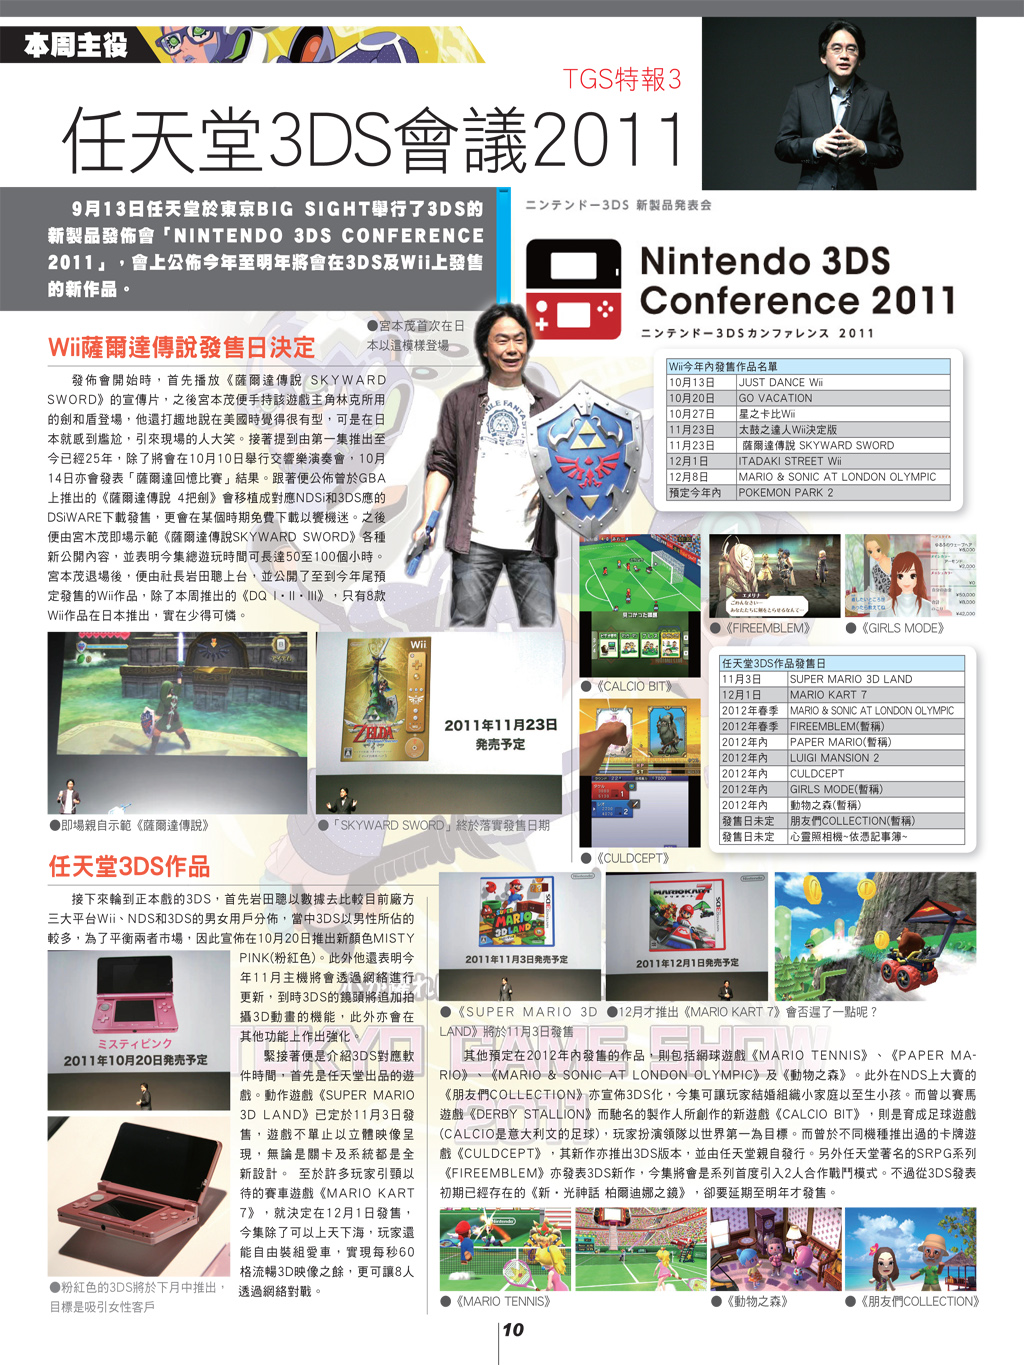 本周主役
TGS特報3
任天堂3DS會議2011
9月13日任天堂於東京BIG SIGHT舉行了3DS的
新製品發佈會「NINTENDO 3DS CONFERENCE
2011」，會上公佈今年至明年將會在3DS及Wii上發售
的新作品。
ニンテンドー3DS 新製品発表会
Nintendo 3DS
Conference 2011
ニンテンドー3DSカンファレンス 2011
●宮本茂首次在日
本以這模樣登場
Wii薩爾達傳說發售日決定
發佈會開始時，首先播放《薩爾達傳說 SKYWARD
SWORD》的宣傳片，之後宮本茂便手持該遊戲主角林克所用
的劍和盾登場，他還打趣地說在美國時覺得很有型，可是在日
本就感到尷尬，引來現場的人大笑。接著提到由第一集推出至
今已經25年，除了將會在10月10日舉行交響樂演奏會，10月
14日亦會發表「薩爾達回憶比賽」結果。跟著便公佈曾於GBA
上推出的《薩爾達傳說 4把劍》會移植成對應NDSi和3DS應的
DSiWARE下載發售，更會在某個時期免費下載以饗機迷。之後
便由宮木茂即場示範《薩爾達傳說SKYWARD SWORD》各種
新公開內容，並表明今集總遊玩時間可長達50至100個小時。
宮本茂退場後，便由社長岩田聰上台，並公開了至到今年尾預
定發售的Wii作品，除了本周推出的《DQ I・II・III》，只有8款
Wii作品在日本推出，實在少得可憐。
Wii今年內發售作品名單
10月13日 JUST DANCE Wii
10月20日 GO VACATION
10月27日 星之卡比Wii
11月23日 太鼓之達人Wii決定版
11月23日 薩爾達傳說 SKYWARD SWORD
12月1日 ITADAKI STREET Wii
12月8日 MARIO & SONIC AT LONDON OLYMPIC
預定今年內 POKEMON PARK 2
●《FIREEMBLEM》
●《GIRLS MODE》
●《CALCIO BIT》
●《CULDCEPT》
任天堂3DS作品發售日
11月3日 SUPER MARIO 3D LAND
12月1日 MARIO KART 7
2012年春季 MARIO & SONIC AT LONDON OLYMPIC
2012年春季 FIREEMBLEM(暫稱)
2012年內 PAPER MARIO(暫稱)
2012年內 LUIGI MANSION 2
2012年內 CULDCEPT
2012年內 GIRLS MODE(暫稱)
2012年內 動物之森(暫稱)
發售日未定 朋友們COLLECTION(暫稱)
發售日未定 心靈照相機~依憑記事簿~
Wii
ZELDA
2011年11月23日
発売予定
●即場親自示範《薩爾達傳說》
●「SKYWARD SWORD」終於落實發售日期
任天堂3DS作品
接下來輪到正本戲的3DS，首先岩田聰以數據去比較目前廠方
三大平台Wii、NDS和3DS的男女用戶分佈，當中3DS以男性所佔的
較多，為了平衡兩者市場，因此宣佈在10月20日推出新顏色MISTY
PINK(粉紅色)。此外他還表明今
年11月主機將會透過網絡進行
更新，到時3DS的鏡頭將追加拍
攝3D動畫的機能，此外亦會在
其他功能上作出強化。
緊接著便是介紹3DS對應軟
件時間，首先是任天堂出品的遊
戲。動作遊戲《SUPER MARIO
3D LAND》已定於11月3日發
售，遊戲不單止以立體映像呈
現，無論是關卡及系統都是全
新設計。 至於許多玩家引頸以
待的賽車遊戲《MARIO KART
7》，就決定在12月1日發售，
今集除了可以上天下海，玩家還
能自由裝組愛車，實現每秒60
格流暢3D映像之餘，更可讓8人
透過網絡對戰。
ミスティピンク
2011年10月20日発売予定
●粉紅色的3DS將於下月中推出，
目標是吸引女性客戶
SUPER MARIO 3D LAND
2011年11月3日発売予定
MARIOKART 7
2011年12月1日発売予定
●《SUPER MARIO 3D
LAND》將於11月3日發售
●12月才推出《MARIO KART 7》會否遲了一點呢？
TOKYO GAME SHOW
2011
其他預定在2012年內發售的作品，則包括網球遊戲《MARIO TENNIS》、《PAPER MA-
RIO》、《MARIO & SONIC AT LONDON OLYMPIC》及《動物之森》。此外在NDS上大賣的
《朋友們COLLECTION》亦宣佈3DS化，今集可讓玩家結婚組織小家庭以至生小孩。而曾以賽馬
遊戲《DERBY STALLION》而馳名的製作人所創作的新遊戲《CALCIO BIT》，則是育成足球遊戲
(CALCIO是意大利文的足球)，玩家扮演領隊以世界第一為目標。而曾於不同機種推出過的卡牌遊
戲《CULDCEPT》，其新作亦推出3DS版本，並由任天堂親自發行。另外任天堂著名的SRPG系列
《FIREEMBLEM》亦發表3DS新作，今集將會是系列首度引入2人合作戰鬥模式。不過從3DS發表
初期已經存在的《新・光神話 柏爾迪娜之鏡》，卻要延期至明年才發售。
●《MARIO TENNIS》
●《動物之森》
●《朋友們COLLECTION》
10